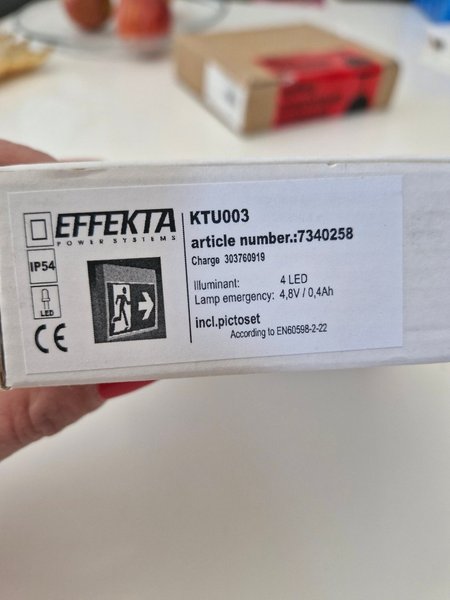 EFFEKTA
POWER SYSTEMS
IP54
LED
CE
KTU003
article number.:7340258
Charge 303760919
Illuminant: 4 LED
Lamp emergency: 4,8V / 0,4Ah
incl.pictoset
According to EN60598-2-22